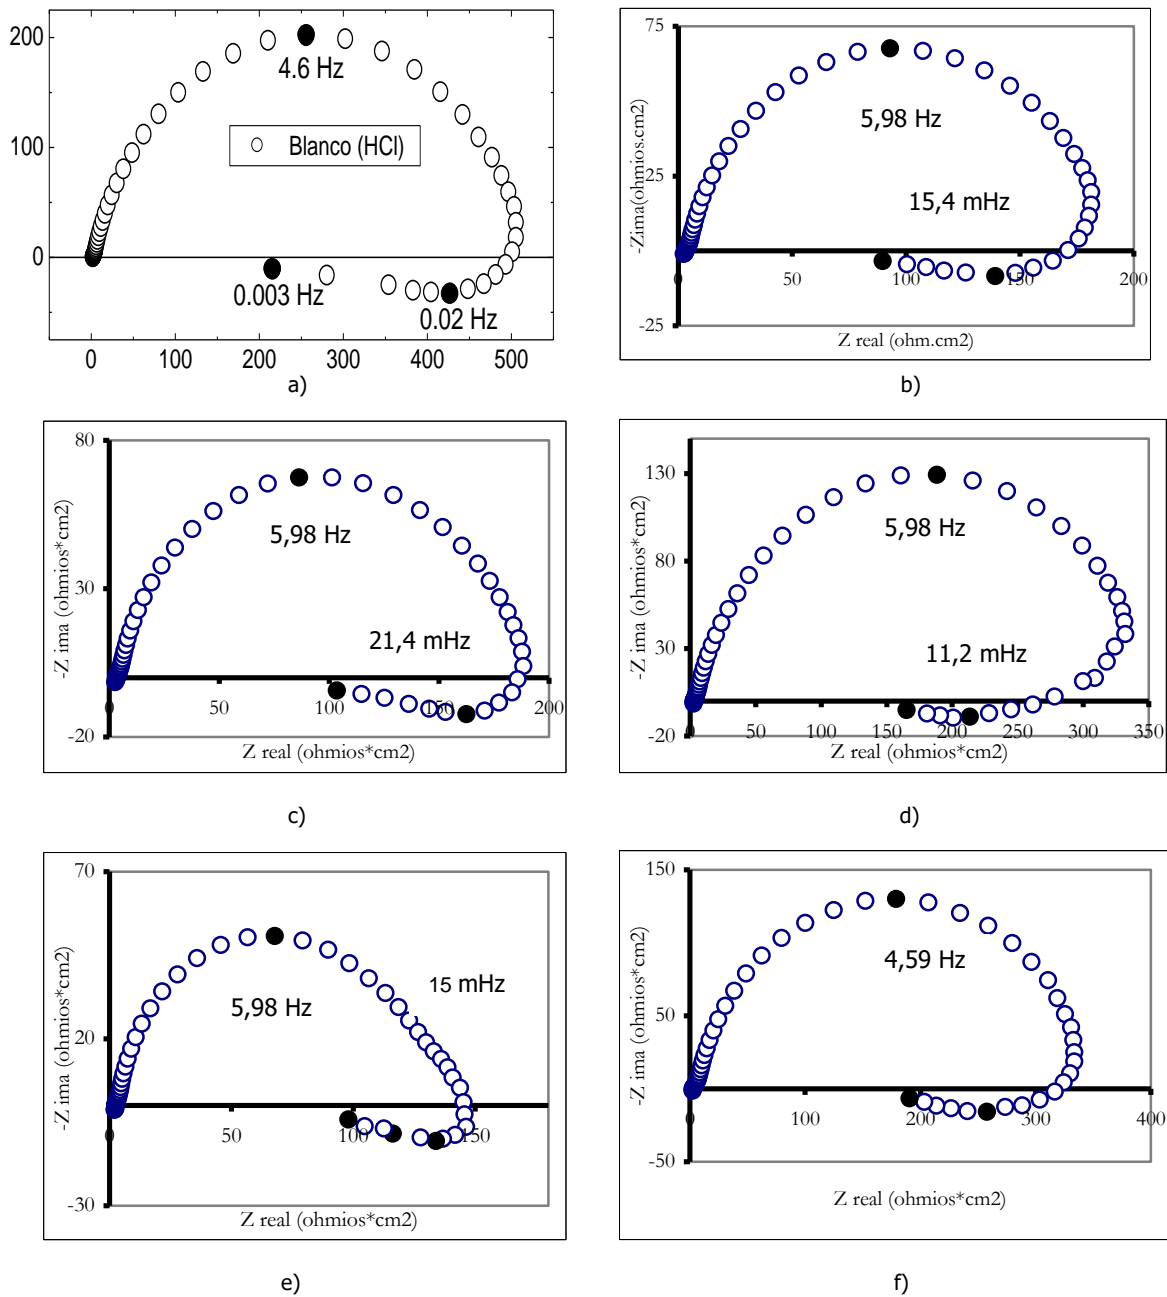 200
100
0
4.6 Hz
Blanco (HCl)
0.003 Hz
0.02 Hz
0 100 200 300 400 500
a)
75
25
-25
-Zima(ohmios.cm2)
5,98 Hz
15,4 mHz
0 50 100 150 200
Z real (ohm.cm2)
b)
80
30
-20
-Z ima (ohmios*cm2)
5,98 Hz
21,4 mHz
0 100 200
Z real (ohmios*cm2)
c)
130
80
30
-20
-Z ima (ohmios*cm2)
5,98 Hz
11,2 mHz
0 50 100 150 200 250 300 350
Z real (ohmios*cm2)
d)
70
20
-30
-Z ima (ohmios*cm2)
15 mHz
5,98 Hz
0 50 100 150
Z real (ohmios*cm2)
e)
150
50
-50
-Z ima (ohmios*cm2)
4,59 Hz
0 100 200 300 400
Z real (ohmios*cm2)
f)